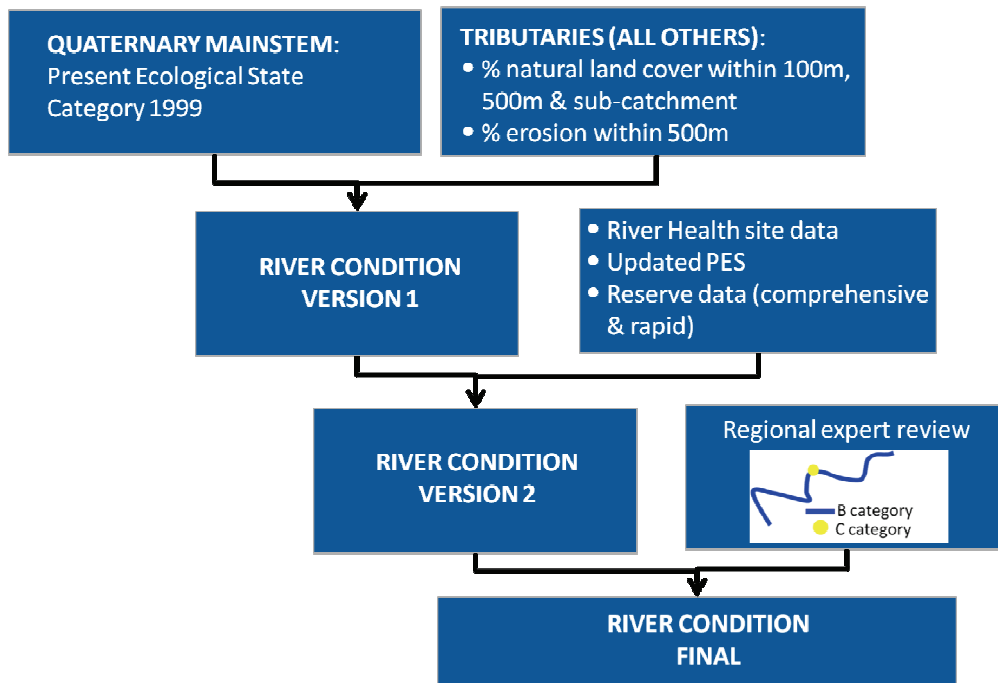 QUATERNARY MAINSTEM:
Present Ecological State
Category 1999
TRIBUTARIES (ALL OTHERS):
• % natural land cover within 100m,
500m & sub-catchment
• % erosion within 500m
RIVER CONDITION
VERSION 1
• River Health site data
• Updated PES
• Reserve data (comprehensive
& rapid)
RIVER CONDITION
VERSION 2
Regional expert review
B category
C category
RIVER CONDITION
FINAL